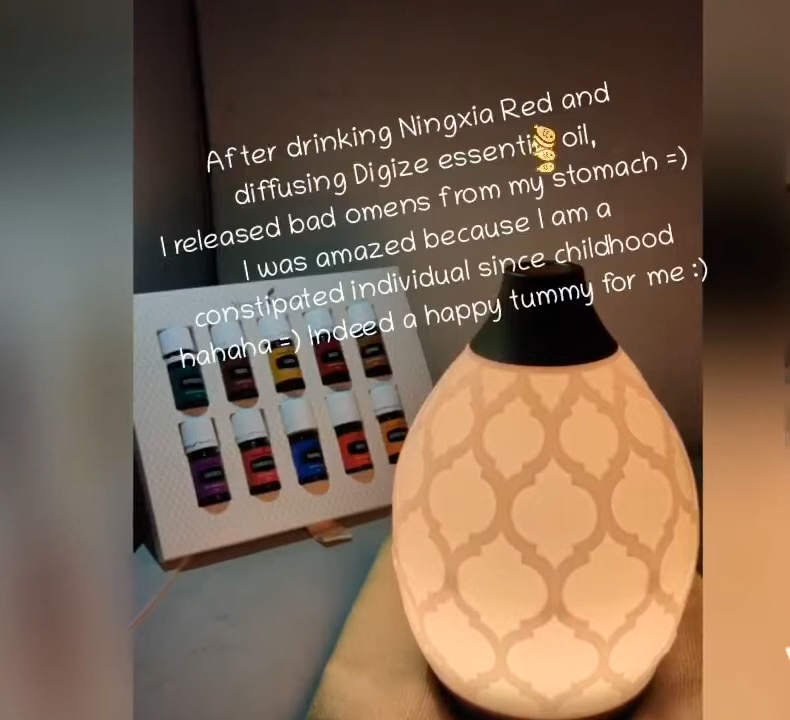 After drinking Ningxia Red and
diffusing Digize essential oil,
I released bad omens from my stomach =)
I was amazed because I am a
constipated individual since childhood
hahaha =) Indeed a happy tummy for me :)